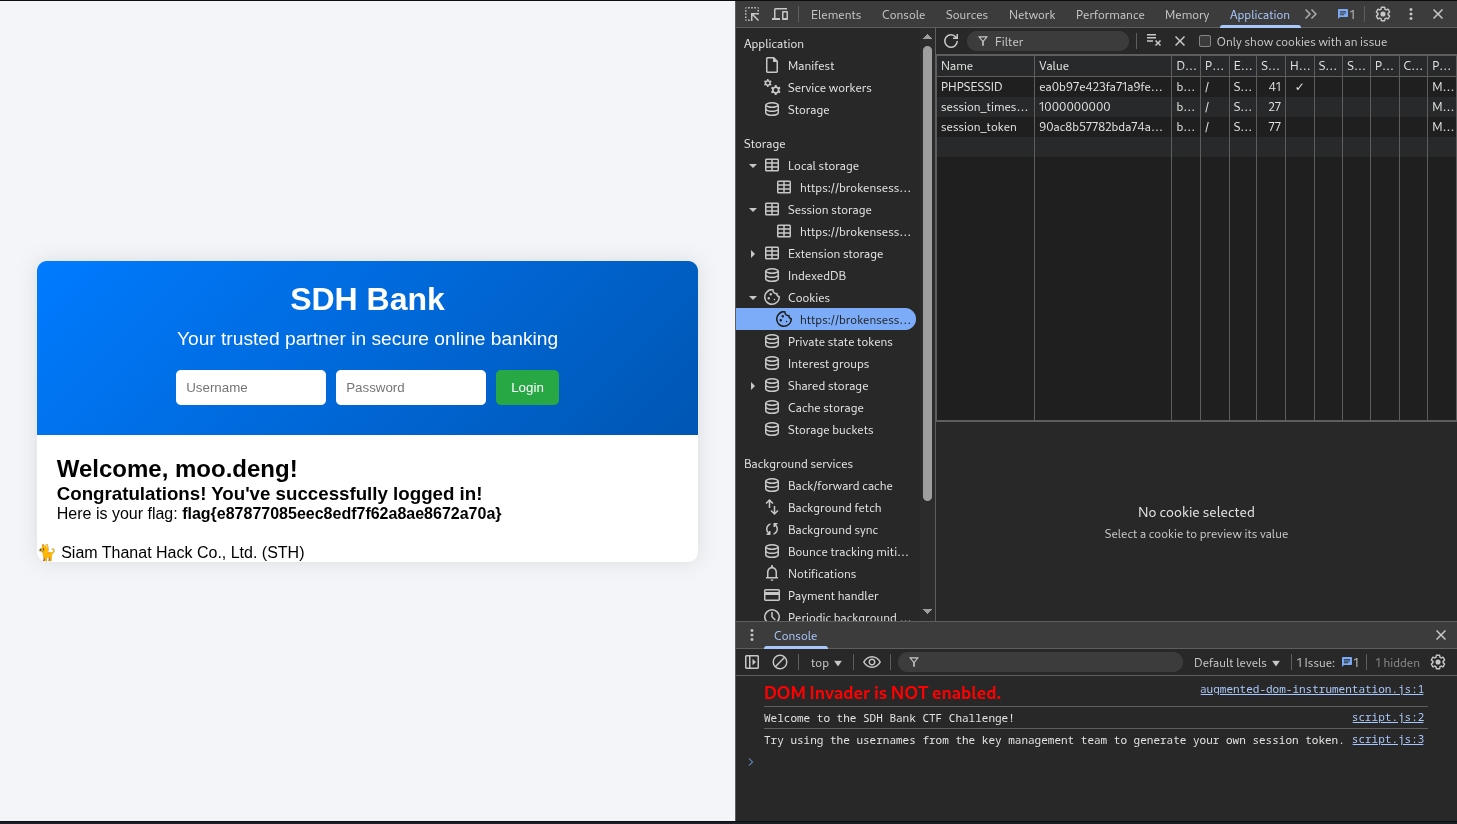 SDH Bank
Your trusted partner in secure online banking
Username
Password
Login
Welcome, moo.deng!
Congratulations! You've successfully logged in!
Here is your flag: flag{e87877085eec8edf7f62a8ae8672a70a}
🐈 Siam Thanat Hack Co., Ltd. (STH)
Elements Console Sources Network Performance Memory Application 1
Application
Manifest
Service workers
Storage
Storage
Local storage
https://brokensess…
Session storage
https://brokensess…
Extension storage
IndexedDB
Cookies
https://brokensess…
Private state tokens
Interest groups
Shared storage
Cache storage
Storage buckets
Background services
Back/forward cache
Background fetch
Background sync
Bounce tracking miti…
Notifications
Payment handler
Periodic background …
Filter
Only show cookies with an issue
Name Value D… P… E… S… H… S… S… P… C… P…
PHPSESSID ea0b97e423fa71a9fe… b… / S… 41 ✓ M…
session_times… 1000000000 b… / S… 27 M…
session_token 90ac8b57782bda74a… b… / S… 77 M…
No cookie selected
Select a cookie to preview its value
Console
top
Default levels
1 Issue: 1
1 hidden
DOM Invader is NOT enabled. augmented-dom-instrumentation.js:1
Welcome to the SDH Bank CTF Challenge! script.js:2
Try using the usernames from the key management team to generate your own session token. script.js:3